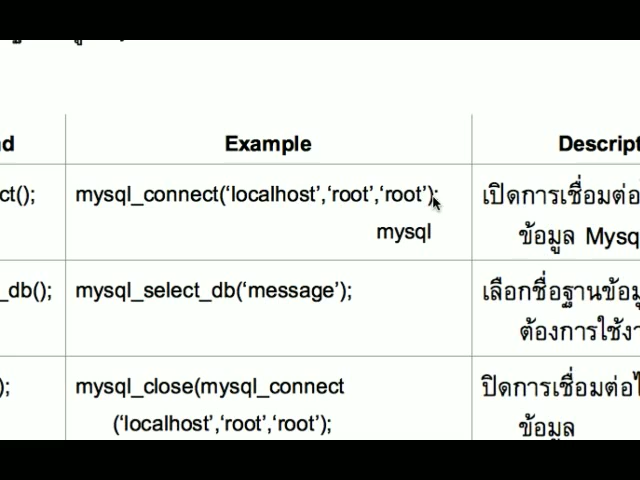 Example
Descript
ct();
mysql_connect(‘localhost’,‘root’,‘root’);
mysql
เปิดการเชื่อมต่อ
ข้อมูล Mysq
_db();
mysql_select_db(‘message’);
เลือกชื่อฐานข้อมู
ต้องการใช้งา
);
mysql_close(mysql_connect
(‘localhost’,‘root’,‘root’);
ปิดการเชื่อมต่อ
ข้อมูล